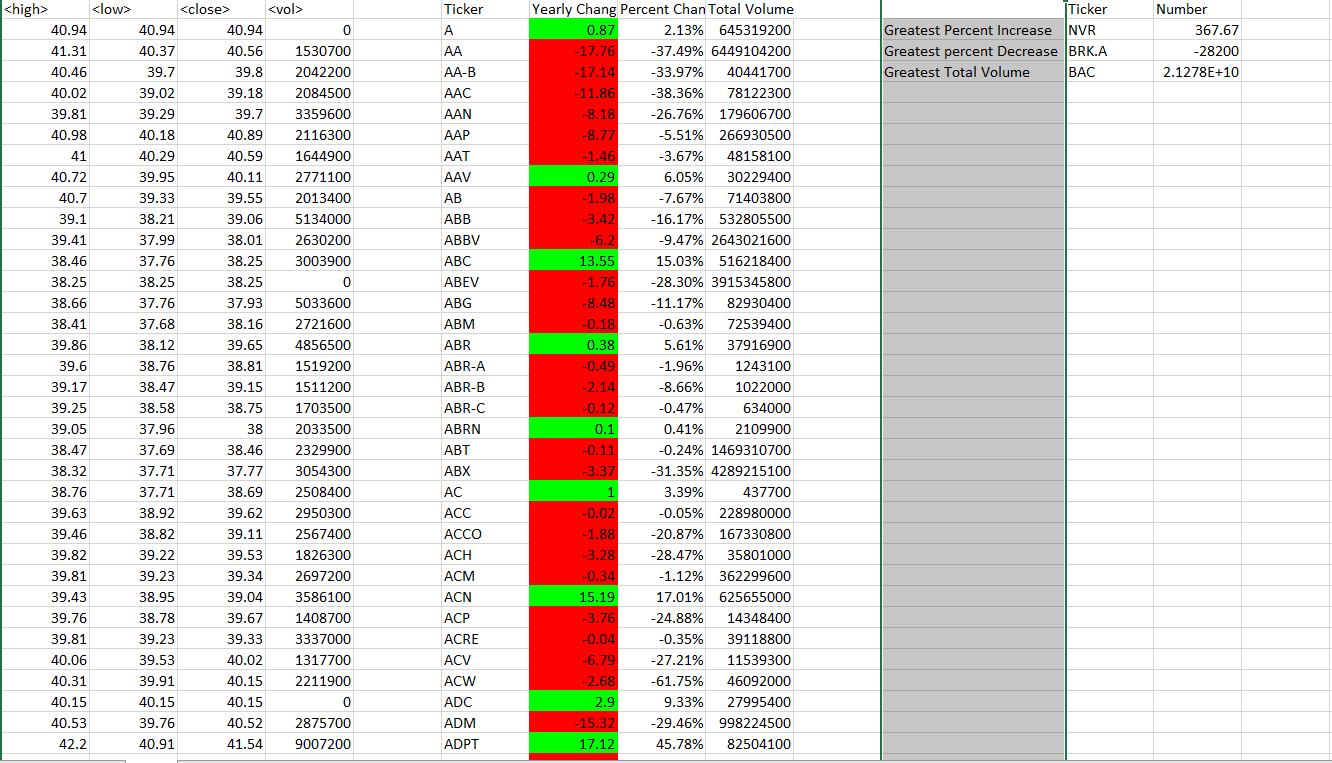 <high> <low> <close> <vol> Ticker Yearly Chang Percent Chan Total Volume Ticker Number
40.94 40.94 40.94 0 A 0.87 2.13% 645319200 Greatest Percent Increase NVR 367.67
41.31 40.37 40.56 1530700 AA -17.76 -37.49% 6449104200 Greatest percent Decrease BRK.A -28200
40.46 39.7 39.8 2042200 AA-B -17.14 -33.97% 40441700 Greatest Total Volume BAC 2.1278E+10
40.02 39.02 39.18 2084500 AAC -11.86 -38.36% 78122300
39.81 39.29 39.7 3359600 AAN -8.18 -26.76% 179606700
40.98 40.18 40.89 2116300 AAP -8.77 -5.51% 266930500
41 40.29 40.59 1644900 AAT -1.46 -3.67% 48158100
40.72 39.95 40.11 2771100 AAV 0.29 6.05% 30229400
40.7 39.33 39.55 2013400 AB -1.98 -7.67% 71403800
39.1 38.21 39.06 5134000 ABB -3.42 -16.17% 532805500
39.41 37.99 38.01 2630200 ABBV -6.2 -9.47% 2643021600
38.46 37.76 38.25 3003900 ABC 13.55 15.03% 516218400
38.25 38.25 38.25 0 ABEV -1.76 -28.30% 3915345800
38.66 37.76 37.93 5033600 ABG -8.48 -11.17% 82930400
38.41 37.68 38.16 2721600 ABM -0.18 -0.63% 72539400
39.86 38.12 39.65 4856500 ABR 0.38 5.61% 37916900
39.6 38.76 38.81 1519200 ABR-A -0.49 -1.96% 1243100
39.17 38.47 39.15 1511200 ABR-B -2.14 -8.66% 1022000
39.25 38.58 38.75 1703500 ABR-C -0.12 -0.47% 634000
39.05 37.96 38 2033500 ABRN 0.1 0.41% 2109900
38.47 37.69 38.46 2329900 ABT -0.11 -0.24% 1469310700
38.32 37.71 37.77 3054300 ABX -3.37 -31.35% 4289215100
38.76 37.71 38.69 2508400 AC 1 3.39% 437700
39.63 38.92 39.62 2950300 ACC -0.02 -0.05% 228980000
39.46 38.82 39.11 2567400 ACCO -1.88 -20.87% 167330800
39.82 39.22 39.53 1826300 ACH -3.28 -28.47% 35801000
39.81 39.23 39.34 2697200 ACM -0.34 -1.12% 362299600
39.43 38.95 39.04 3586100 ACN 15.19 17.01% 625655000
39.76 38.78 39.67 1408700 ACP -3.76 -24.88% 14348400
39.81 39.23 39.33 3337000 ACRE -0.04 -0.35% 39118800
40.06 39.53 40.02 1317700 ACV -6.79 -27.21% 11539300
40.31 39.91 40.15 2211900 ACW -2.68 -61.75% 46092000
40.15 40.15 40.15 0 ADC 2.9 9.33% 27995400
40.53 39.76 40.52 2875700 ADM -15.32 -29.46% 998224500
42.2 40.91 41.54 9007200 ADPT 17.12 45.78% 82504100